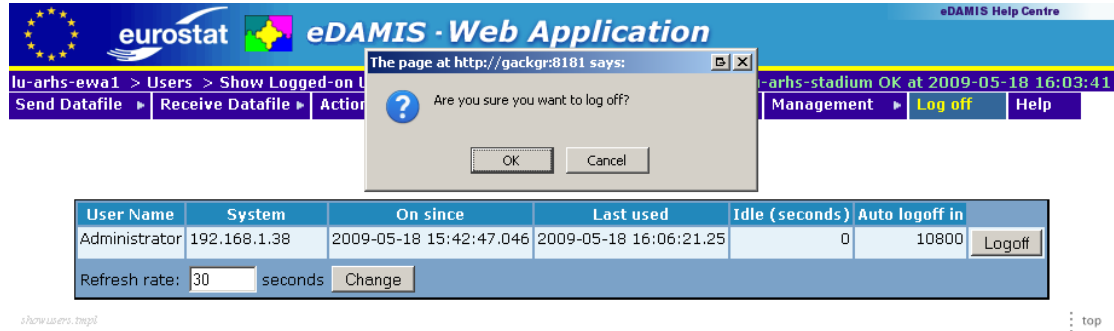 eDAMIS Help Centre
eurostat eDAMIS - Web Application
The page at http://gackgr:8181 says:
lu-arhs-ewa1 > Users > Show Logged-on
-arhs-stadium OK at 2009-05-18 16:03:41
Are you sure you want to log off?
OK Cancel
Send Datafile Receive Datafile Action Management Log off Help
User Name System On since Last used Idle (seconds) Auto logoff in
Administrator 192.168.1.38 2009-05-18 15:42:47.046 2009-05-18 16:06:21.25 0 10800 Logoff
Refresh rate: 30 seconds Change
showusers.tmpl
top